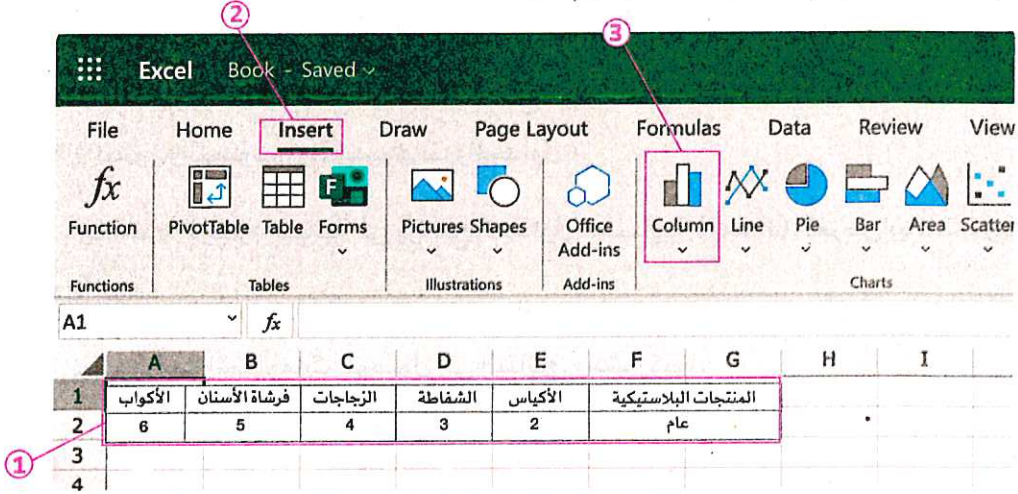 2
3
Excel Book - Saved
File Home Insert Draw Page Layout Formulas Data Review View
fx
Function PivotTable Table Forms Pictures Shapes Office Add-ins Column Line Pie Bar Area Scatter
Functions Tables Illustrations Add-ins Charts
A1 fx
A B C D E F G H I
1 الأكواب فرشاة الأسنان الزجاجات الشفاطة الأكياس المنتجات البلاستيكية
2 6 5 4 3 2 عام
1 3
4